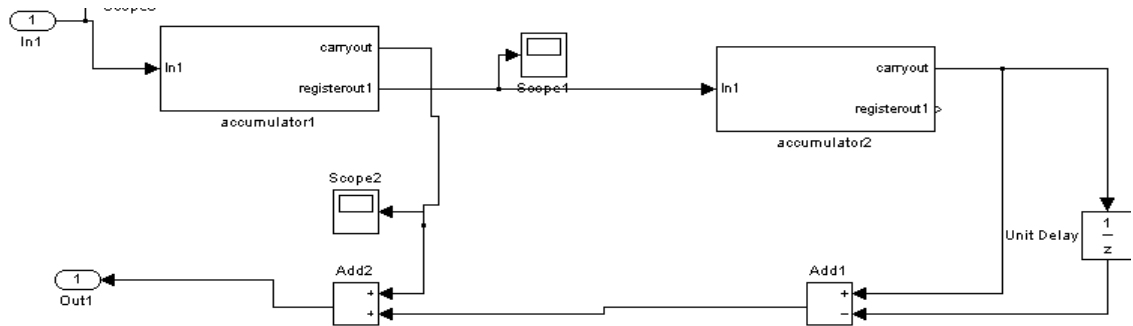 1
In1
In1
carryout
registerout1
accumulator1
Scope1
In1
carryout
registerout1
accumulator2
Scope2
Unit Delay
1
z
Add2
+
+
Add1
+
−
1
Out1